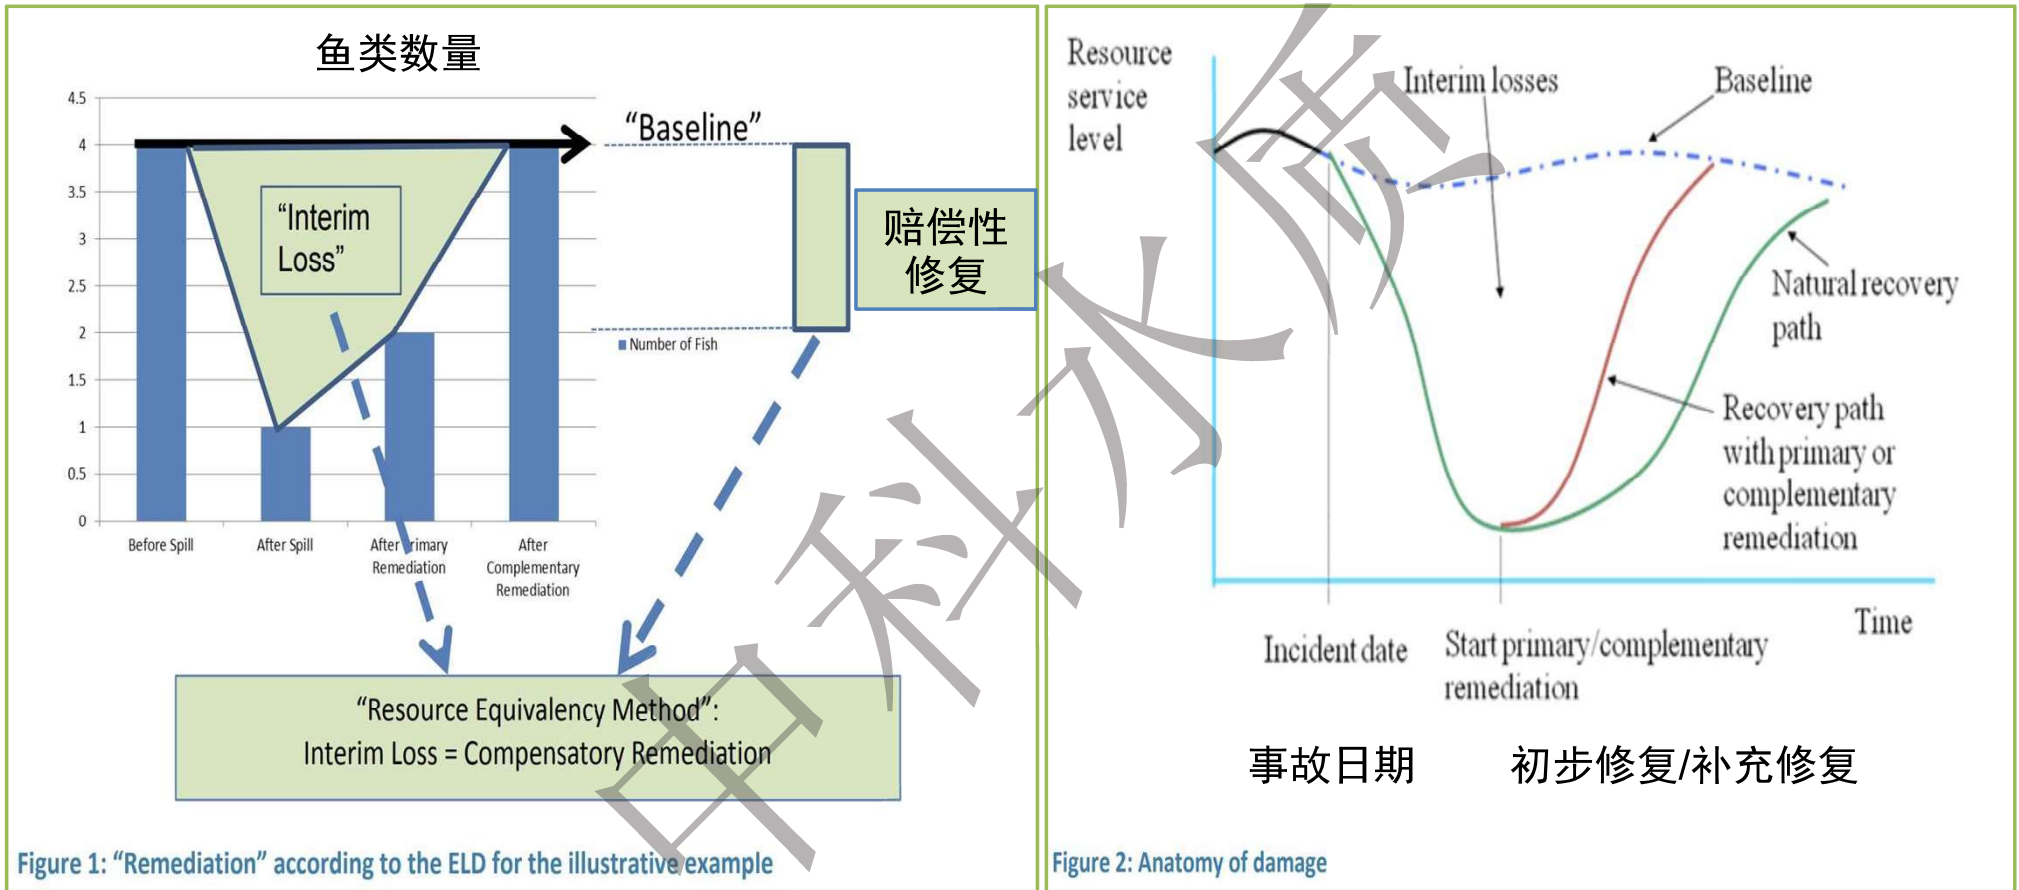 鱼类数量
4.5
4
3.5
3
2.5
2
1.5
1
0.5
0
“Interim
Loss”
“Baseline”
赔偿性
修复
Number of Fish
Before Spill
After Spill
After Primary
Remediation
After
Complementary
Remediation
“Resource Equivalency Method”:
Interim Loss = Compensatory Remediation
Figure 1: “Remediation” according to the ELD for the illustrative example
Resource
service
level
Interim losses
Baseline
Natural recovery
path
Recovery path
with primary or
complementary
remediation
Time
Incident date
Start primary/complementary
remediation
事故日期
初步修复/补充修复
Figure 2: Anatomy of damage
中科水质